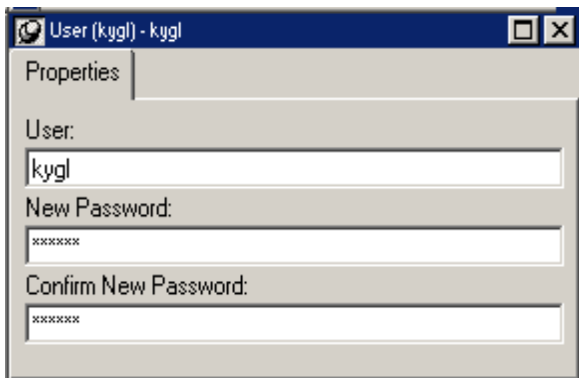 User (kygl) - kygl
Properties
User:
kygl
New Password:
******
Confirm New Password:
******